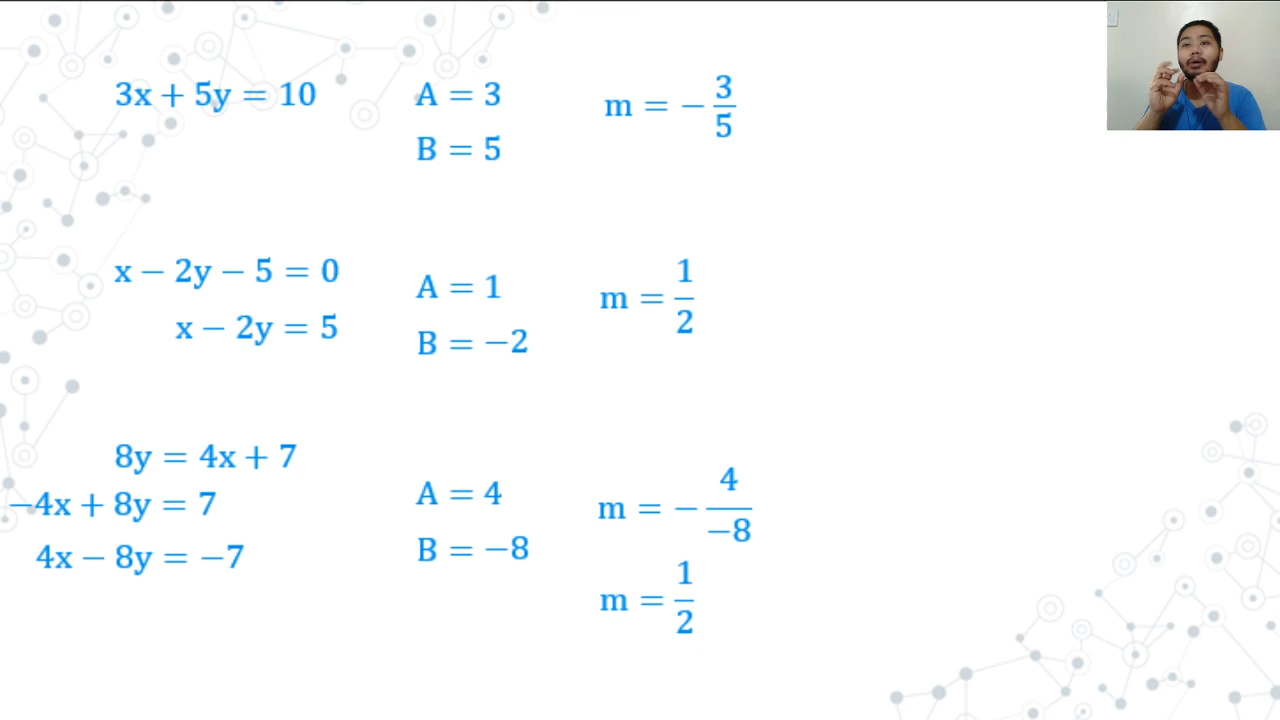 3x + 5y = 10
A = 3
B = 5
m = −3/5
x − 2y − 5 = 0
x − 2y = 5
A = 1
B = −2
m = 1/2
8y = 4x + 7
−4x + 8y = 7
4x − 8y = −7
A = 4
B = −8
m = −4/−8
m = 1/2